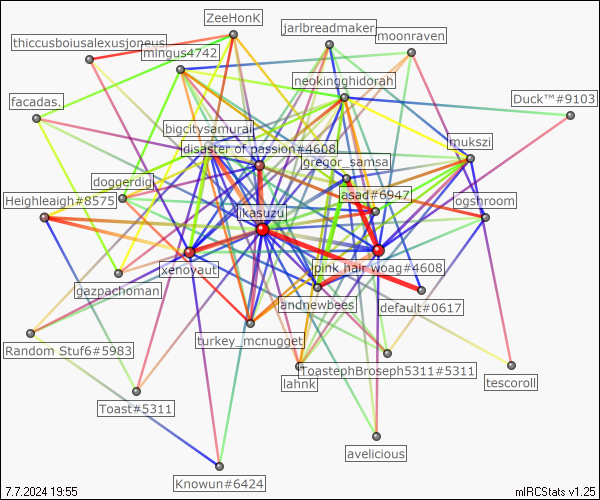 ZeeHonK
jarlbreadmaker
moonraven
thiccusboiusalexusjoneus
mingus4742
neokingghidorah
Duck™#9103
facadas.
bigcitysamurai
mukszi
disaster of passion#4608
gregor_samsa
doggerdig
asad#6947
Heighleaigh#8575
ogshroom
jikasuzu
xenovaut
pink hair woag#4608
gazpachoman
andnewbees
default#0617
turkey_mcnugget
Random Stuf6#5983
ToastephBroseph5311#5311
lahnk
tescoroll
Toast#5311
avelicious
Knowun#6424
7.7.2024 19:55
mIRCStats v1.25